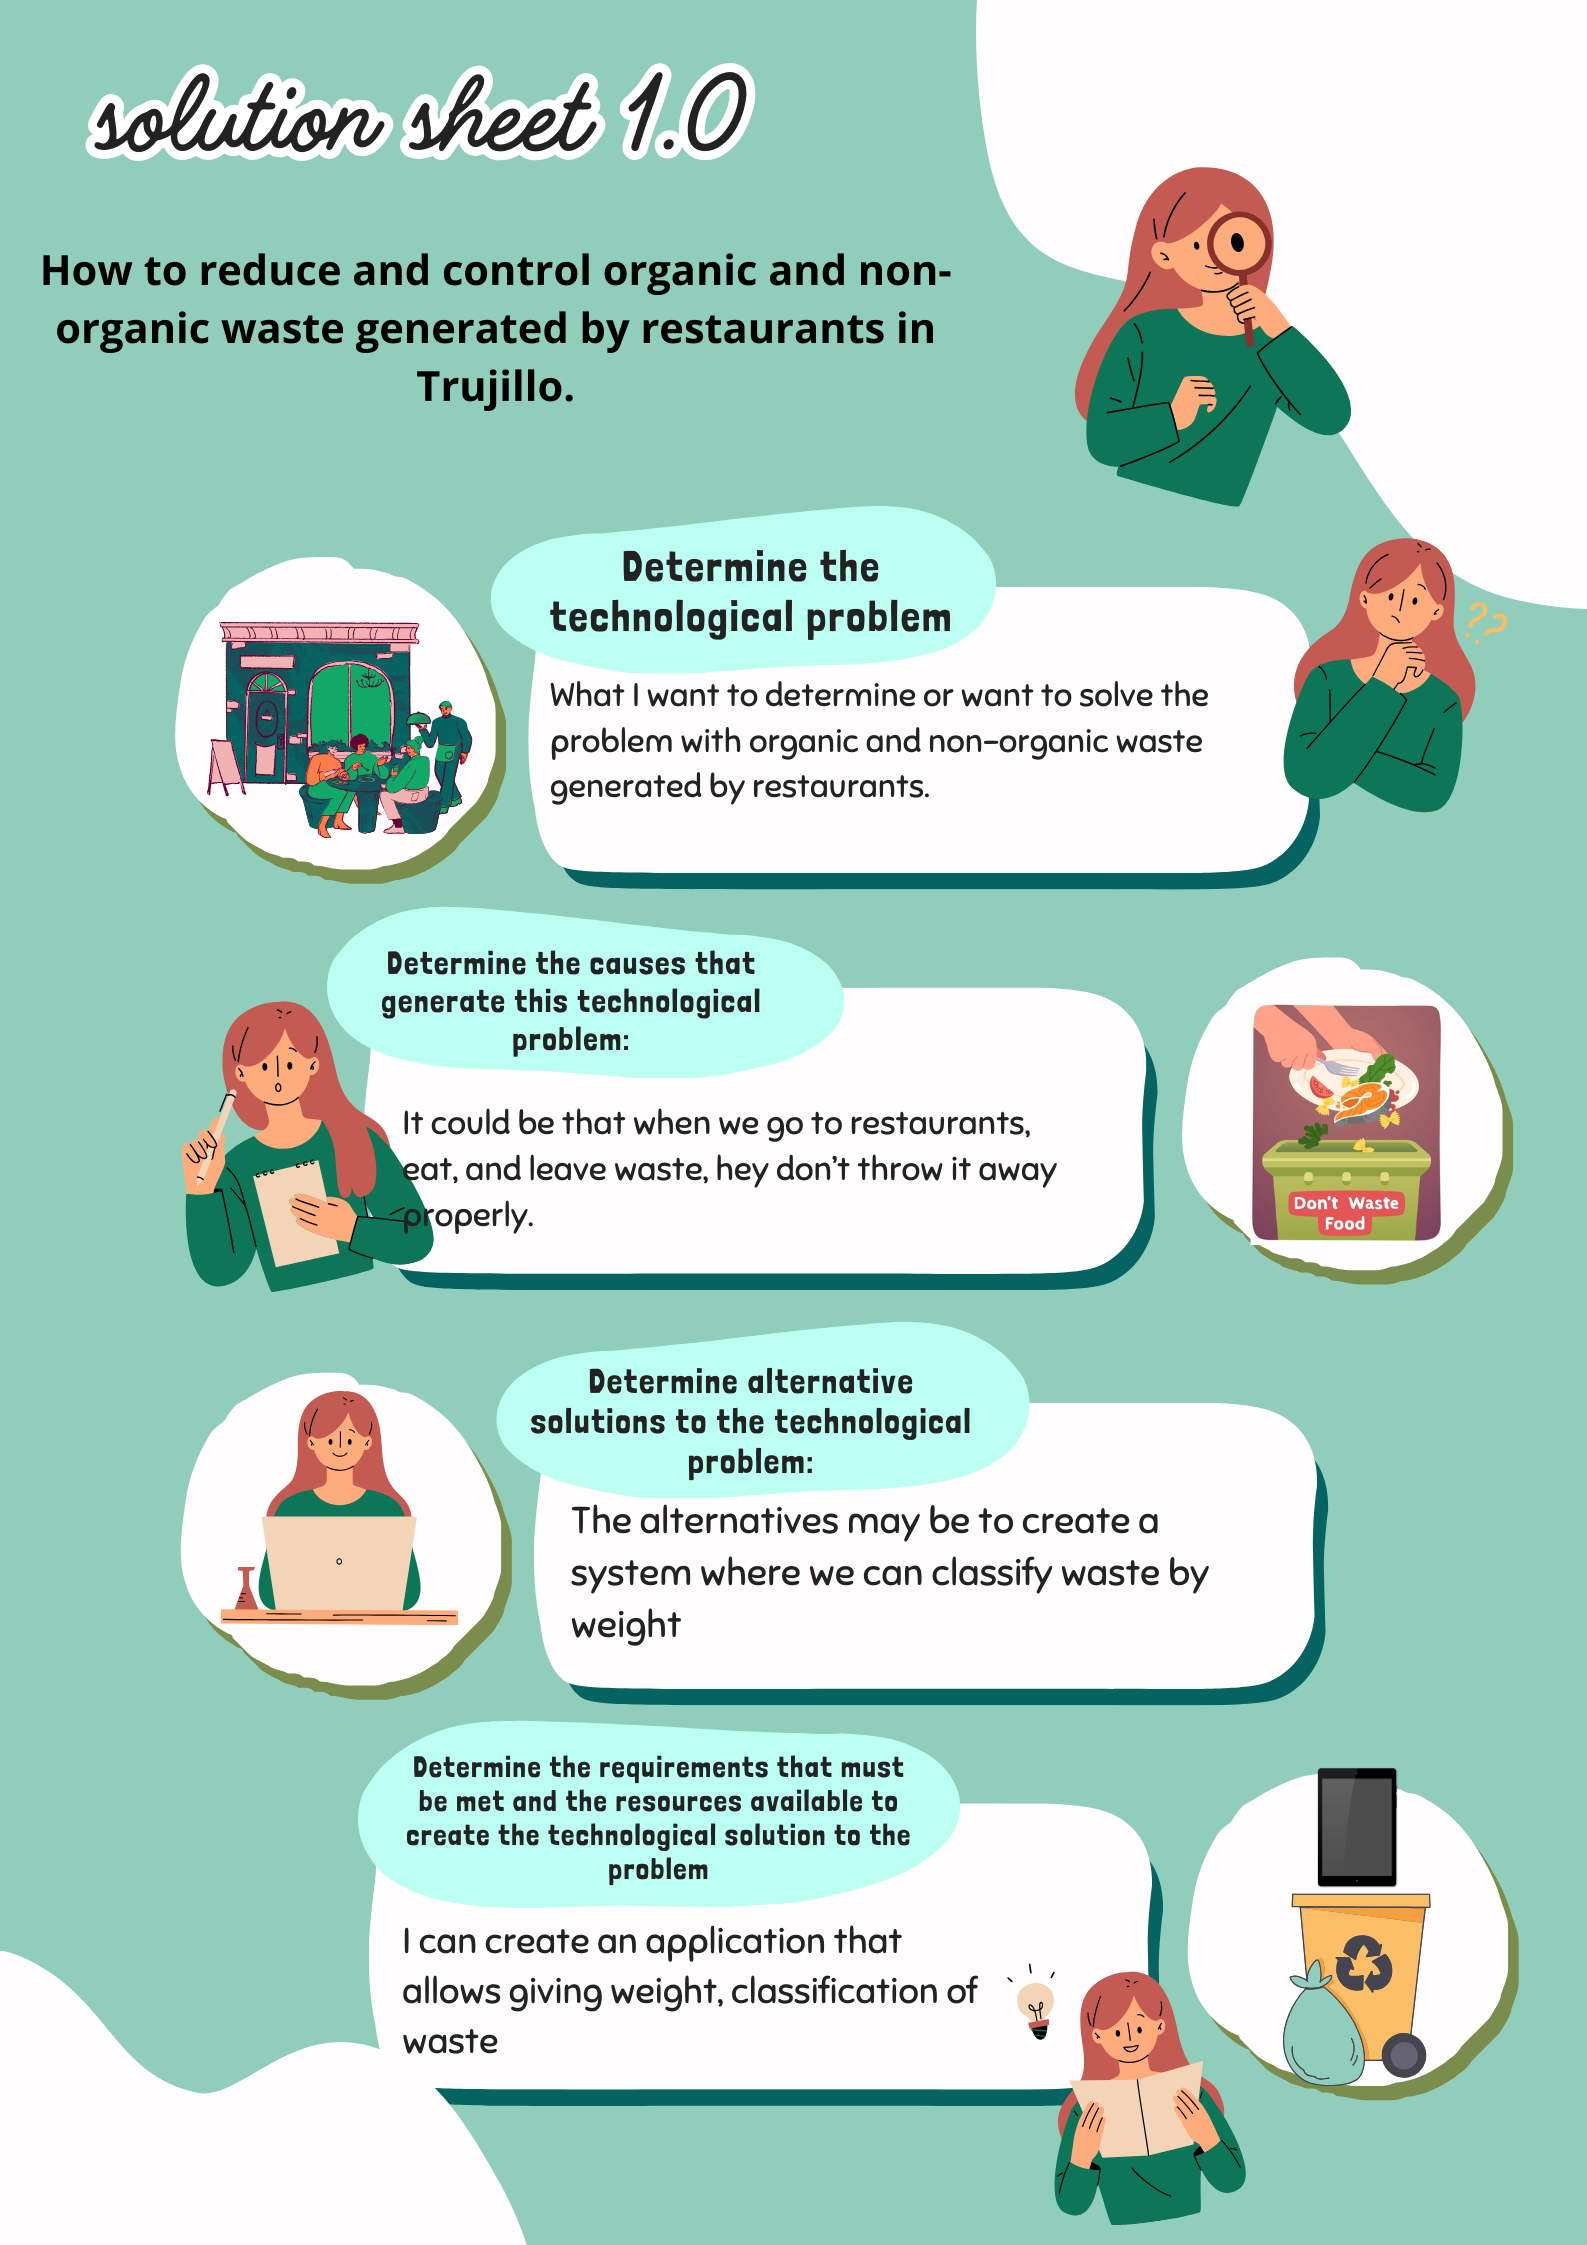 solution sheet 1.0
How to reduce and control organic and non-
organic waste generated by restaurants in
Trujillo.
Determine the
technological problem
What I want to determine or want to solve the
problem with organic and non-organic waste
generated by restaurants.
??
Determine the causes that
generate this technological
problem:
It could be that when we go to restaurants,
eat, and leave waste, hey don't throw it away
properly.
Don't Waste
Food
Determine alternative
solutions to the technological
problem:
The alternatives may be to create a
system where we can classify waste by
weight
Determine the requirements that must
be met and the resources available to
create the technological solution to the
problem
I can create an application that
allows giving weight, classification of
waste